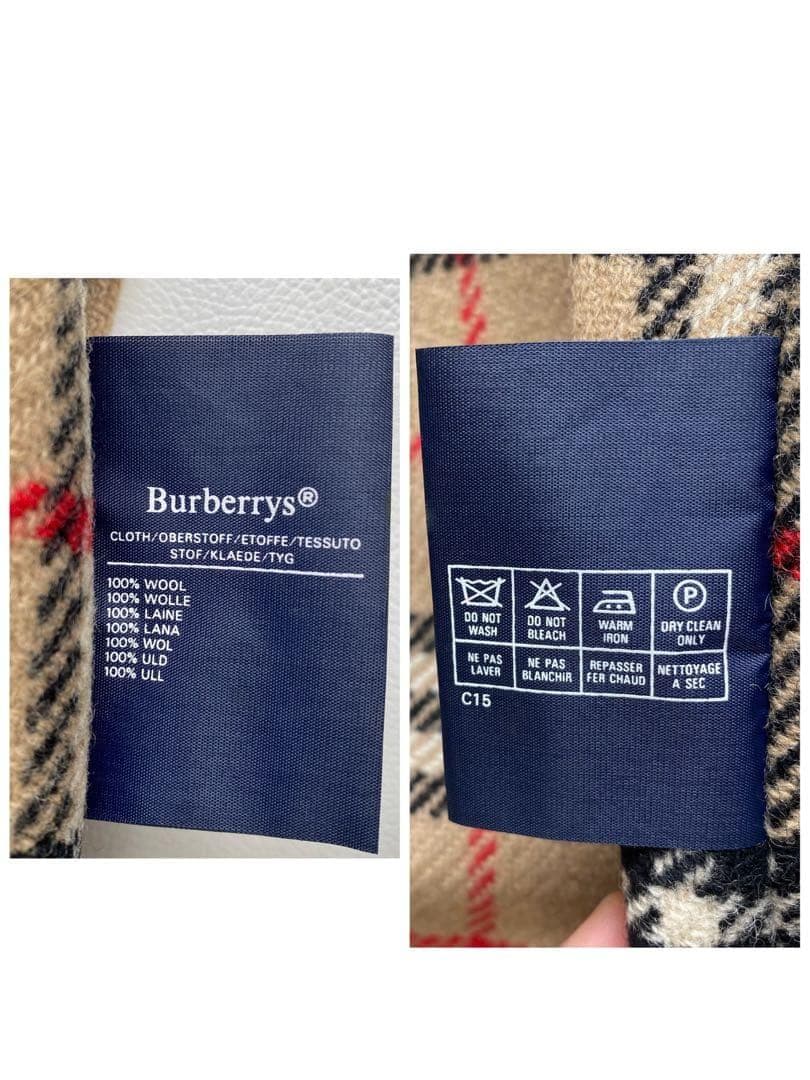 Burberrys®
CLOTH/OBERSTOFF/ETOFFE/TESSUTO
STOF/KLAEDE/TYG
100% WOOL
100% WOLLE
100% LAINE
100% LANA
100% WOL
100% ULD
100% ULL
DO NOT
WASH
DO NOT
BLEACH
WARM
IRON
P
DRY CLEAN
ONLY
NE PAS
LAVER
NE PAS
BLANCHIR
REPASSER
FER CHAUD
NETTOYAGE
A SEC
C15